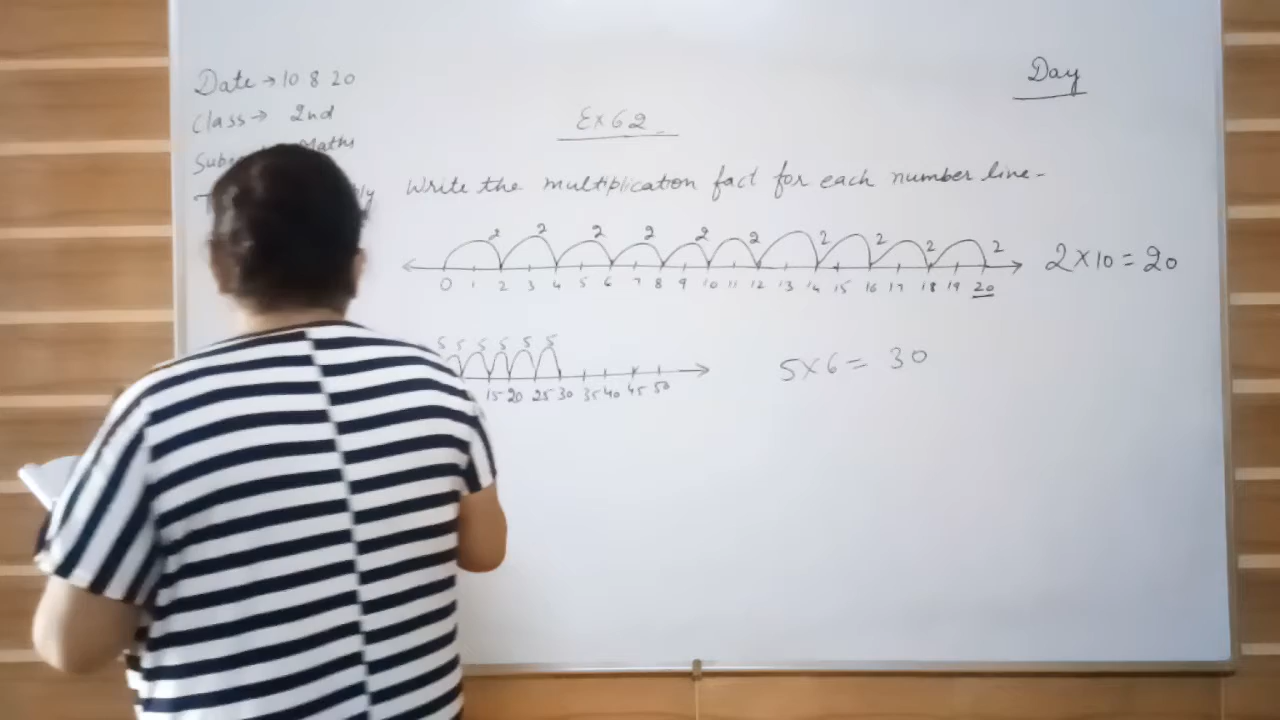 Date → 10 8 20
Class → 2nd
Maths
Day
Ex 6 2
Write the multiplication fact for each number line.
2 2 2 2 2 2 2 2 2 2
0 1 2 3 4 5 6 7 8 9 10 11 12 13 14 15 16 17 18 19 20
2×10 = 20
5 5 5 5 5 5
15 20 25 30 35 40 45 50
5×6 = 30